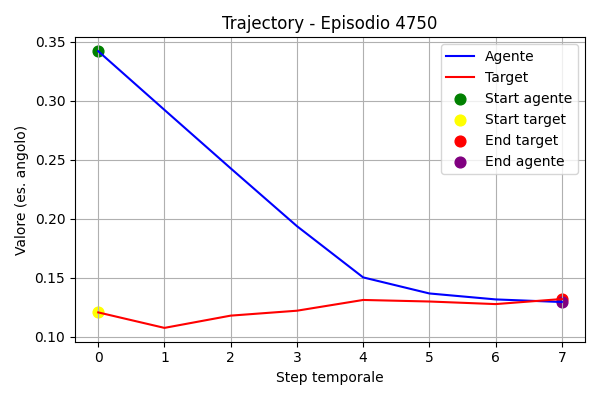 Trajectory - Episodio 4750
Agente
Target
Start agente
Start target
End target
End agente
Valore (es. angolo)
0.35
0.30
0.25
0.20
0.15
0.10
0 1 2 3 4 5 6 7
Step temporale